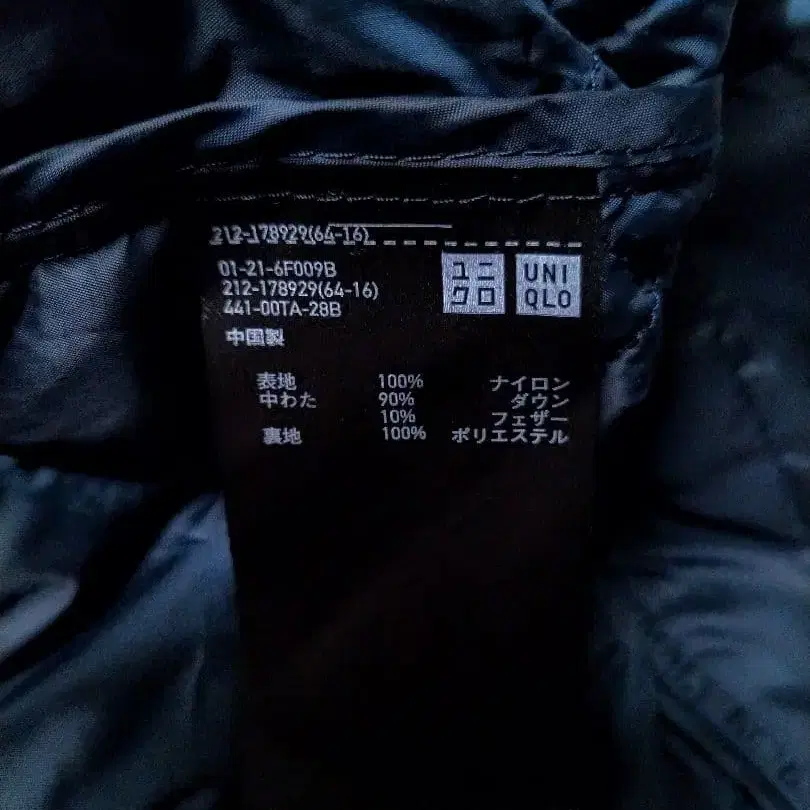 212-178929(64-16)
01-21-6F009B
212-178929(64-16)
441-00TA-28B
中国製
ユニ
クロ
UNI
QLO
表地 100% ナイロン
中わた 90% ダウン
10% フェザー
裏地 100% ポリエステル